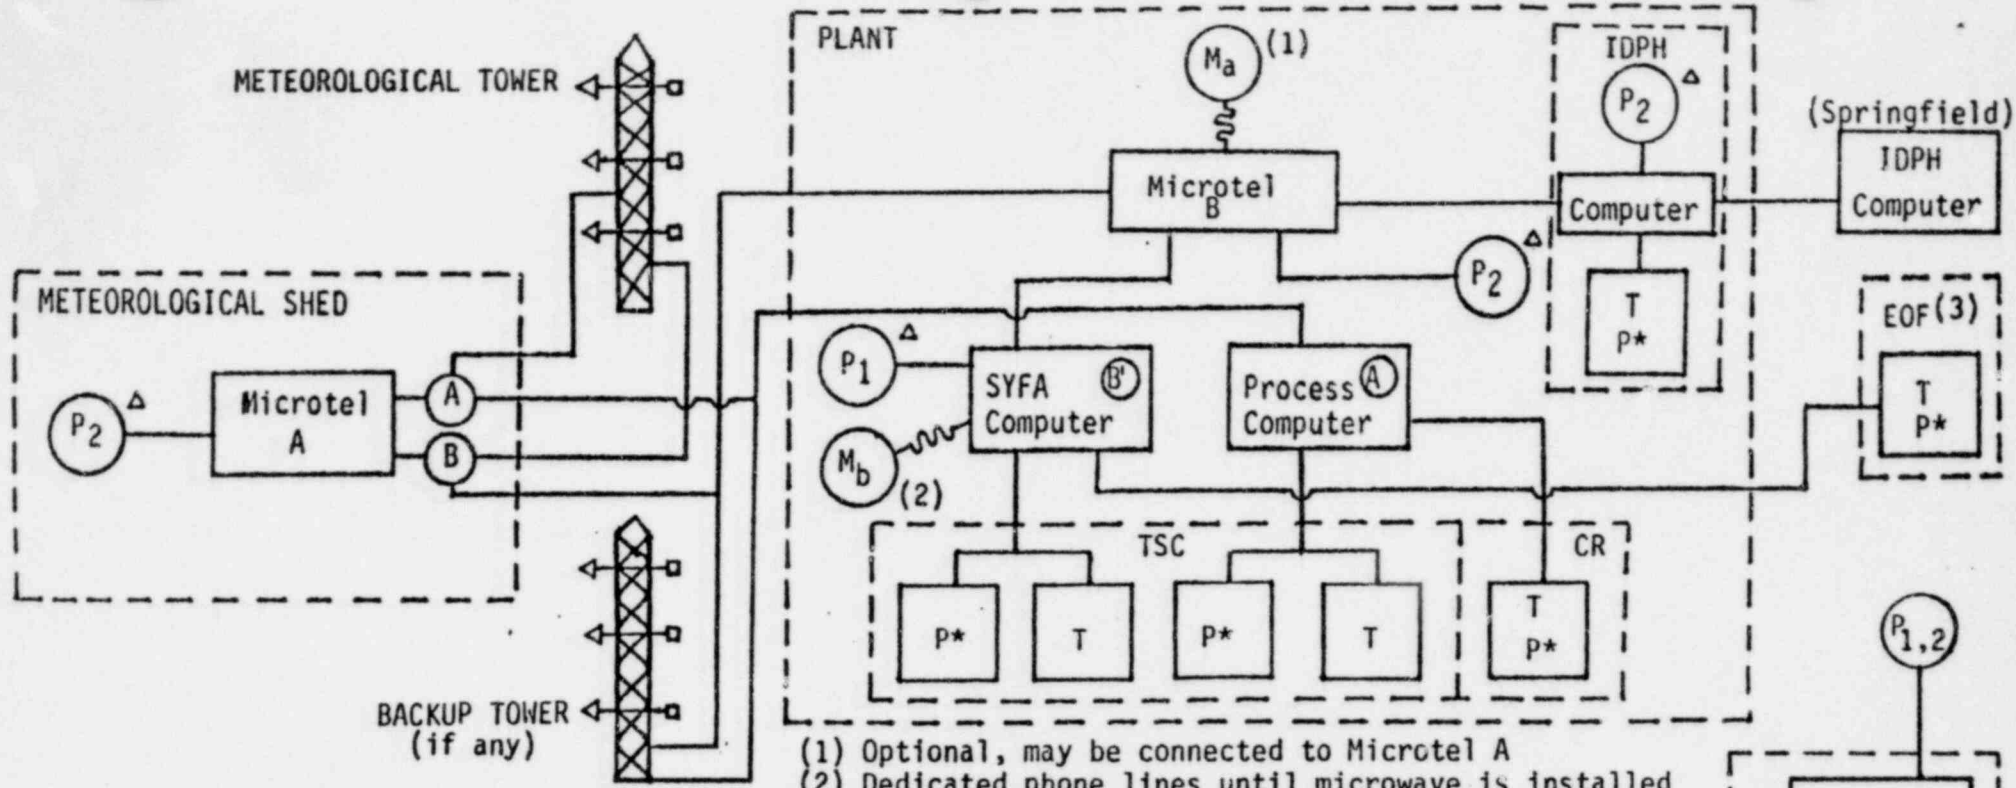 METEOROLOGICAL TOWER
METEOROLOGICAL SHED
P2 Δ
Microtel
A
A
B
BACKUP TOWER
(if any)
PLANT
Ma (1)
Microtel
B
P2 Δ
IDPH
P2 Δ
Computer
T
P*
(Springfield)
IDPH
Computer
EOF(3)
T
P*
P1 Δ
Mb (2)
SYFA B'
Computer
Process A
Computer
TSC
P*
T
P*
T
CR
T
P*
P1,2
(1) Optional, may be connected to Microtel A
(2) Dedicated phone lines until microwave is installed